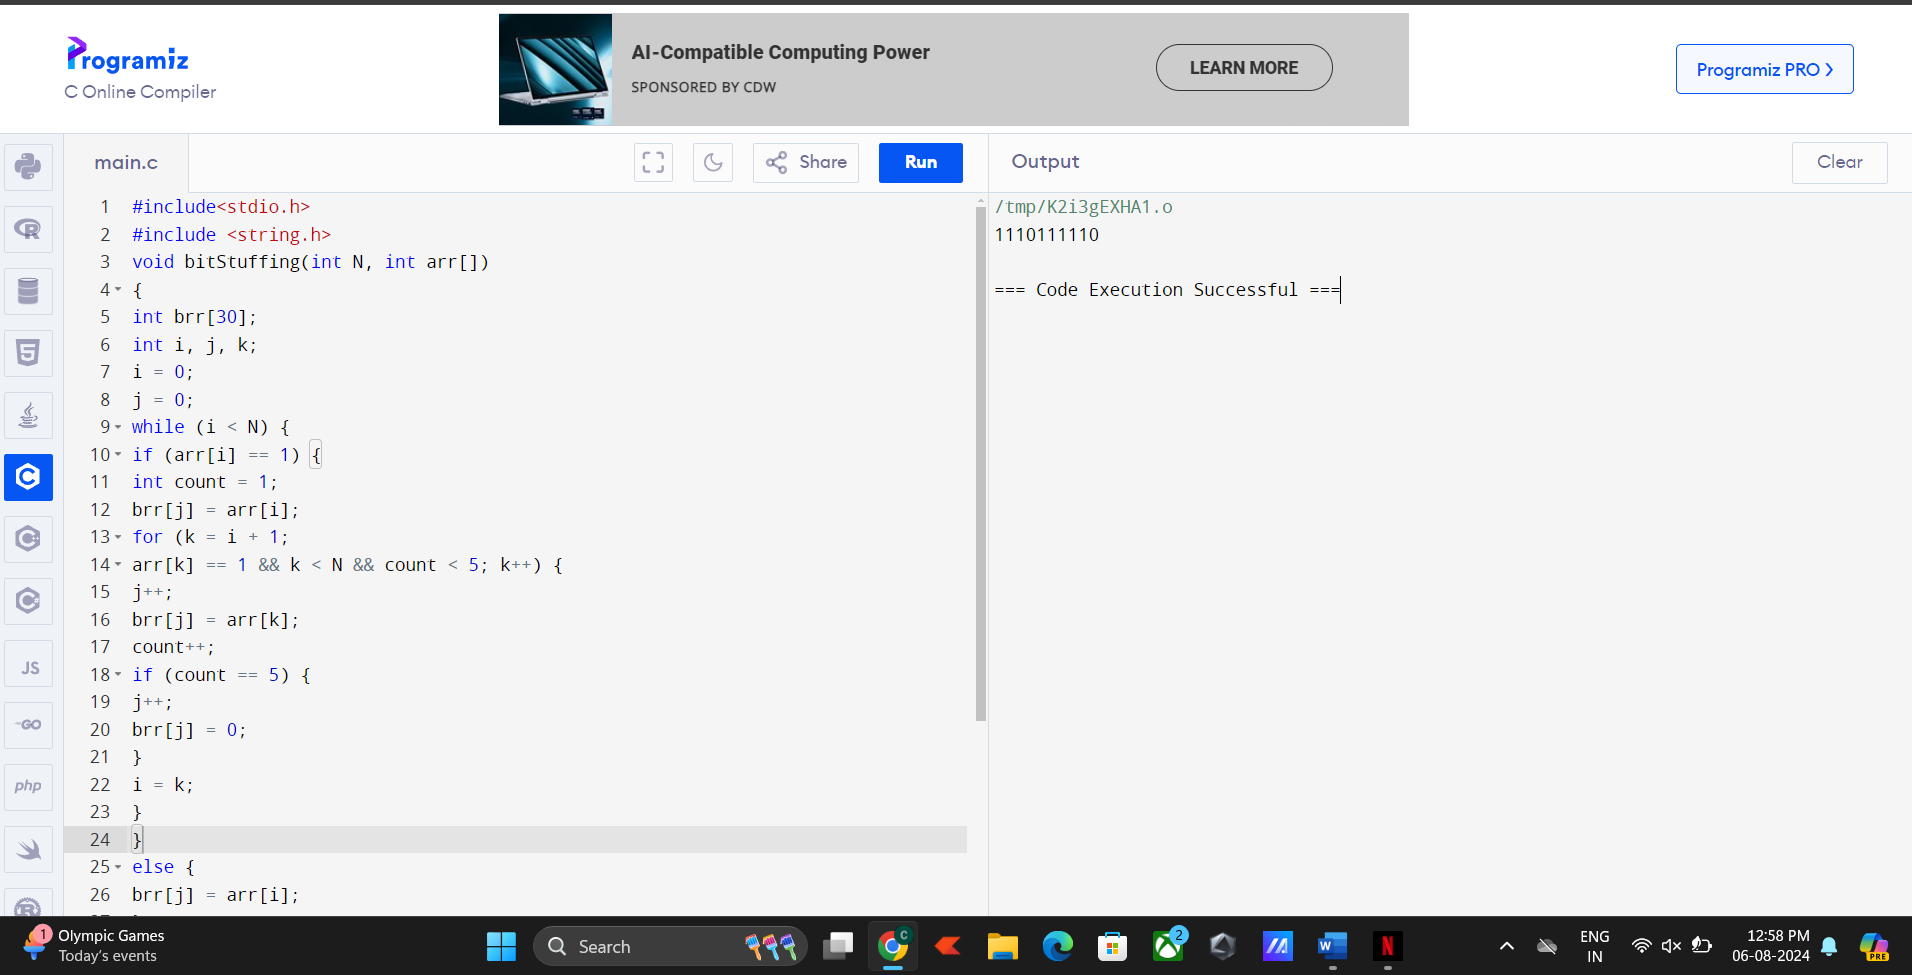 Programiz
C Online Compiler
AI-Compatible Computing Power
SPONSORED BY CDW
LEARN MORE
Programiz PRO
main.c
Share
Run
Output
Clear
1 #include<stdio.h>
2 #include <string.h>
3 void bitStuffing(int N, int arr[])
4 {
5 int brr[30];
6 int i, j, k;
7 i = 0;
8 j = 0;
9 while (i < N) {
10 if (arr[i] == 1) {
11 int count = 1;
12 brr[j] = arr[i];
13 for (k = i + 1;
14 arr[k] == 1 && k < N && count < 5; k++) {
15 j++;
16 brr[j] = arr[k];
17 count++;
18 if (count == 5) {
19 j++;
20 brr[j] = 0;
21 }
22 i = k;
23 }
24 }
25 else {
26 brr[j] = arr[i];
/tmp/K2i3gEXHA1.o
1110111110
=== Code Execution Successful ===
JS
GO
php
1
Olympic Games
Today's events
Search
C
2
W
N
ENG
IN
12:58 PM
06-08-2024
PRE